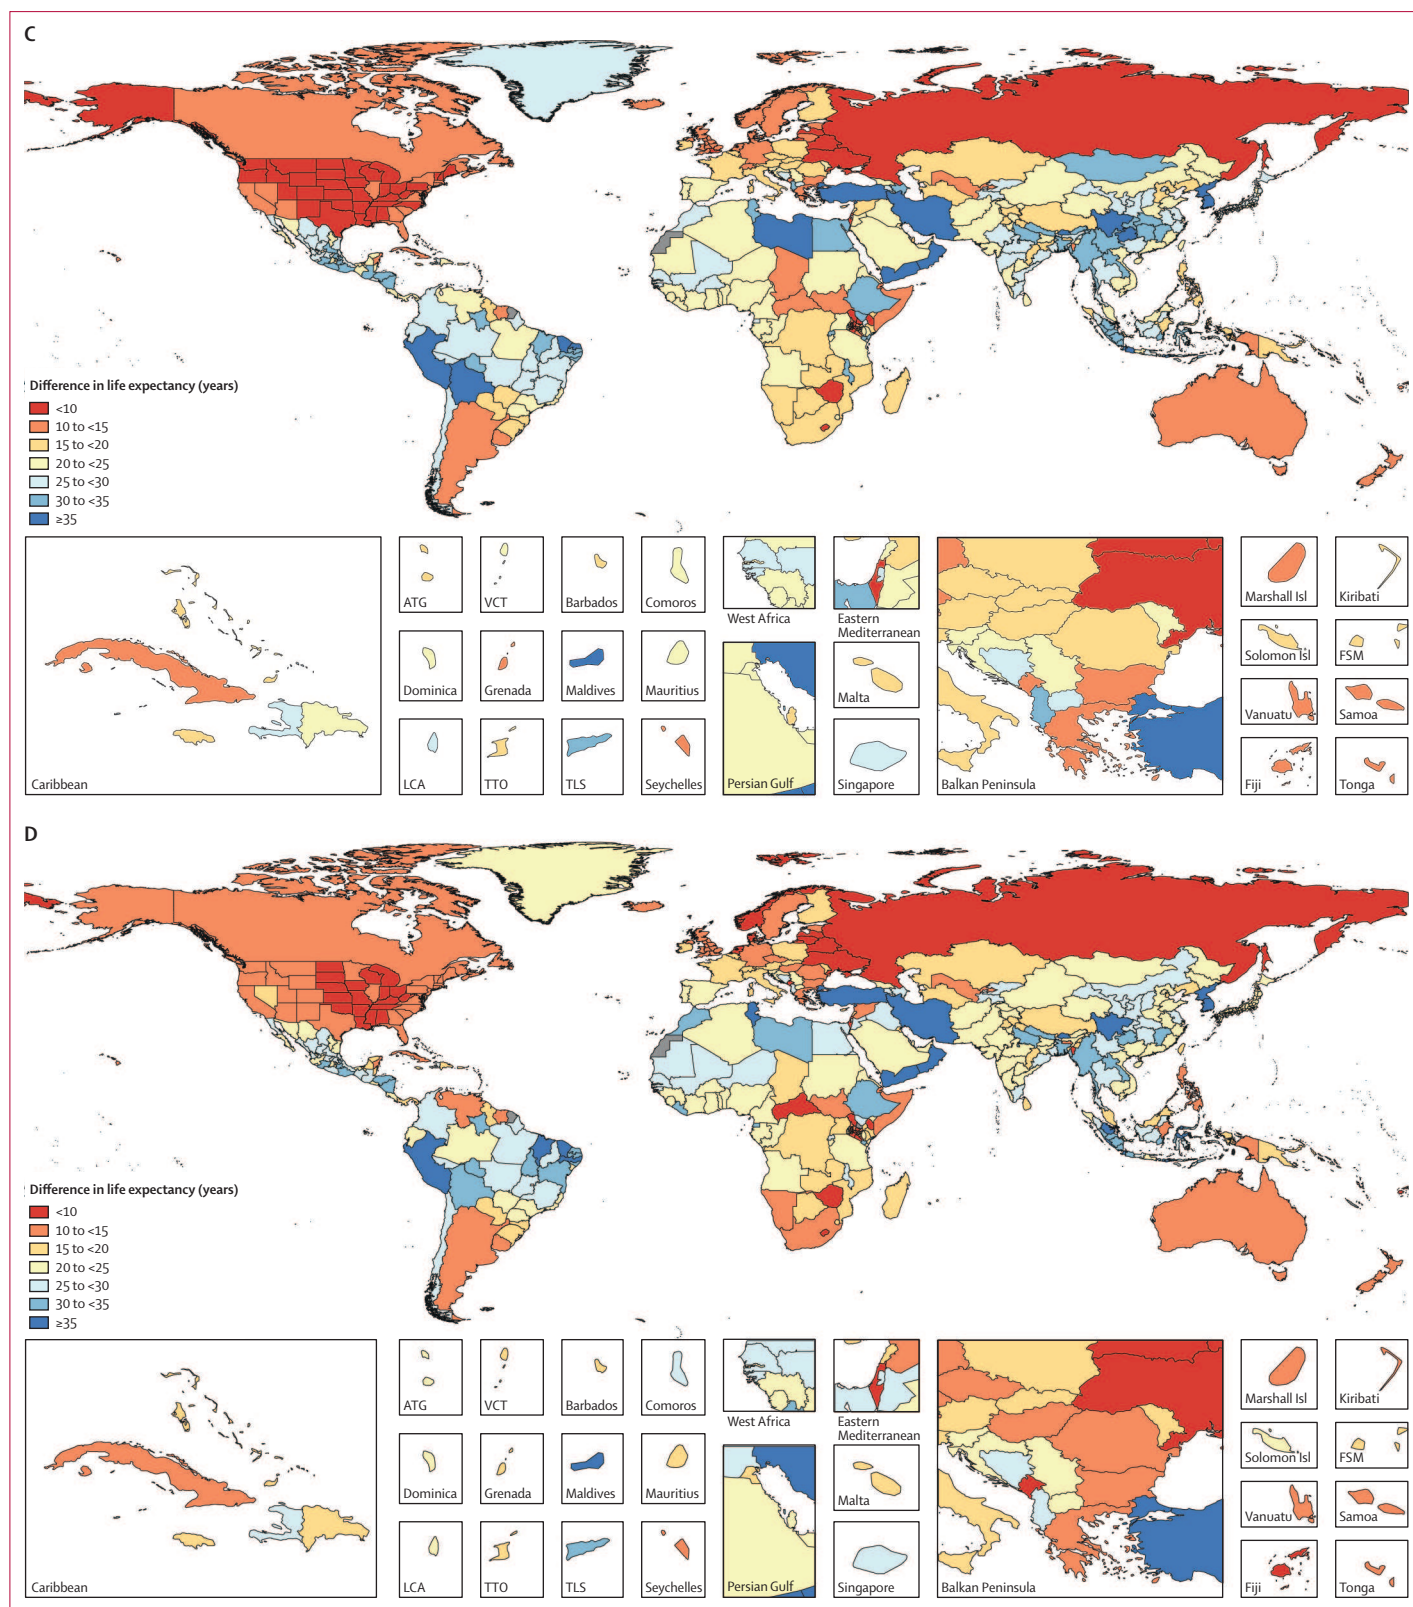 C
Difference in life expectancy (years)
<10
10 to <15
15 to <20
20 to <25
25 to <30
30 to <35
≥35
Caribbean
ATG
VCT
Barbados
Comoros
Dominica
Grenada
Maldives
Mauritius
LCA
TTO
TLS
Seychelles
West Africa
Eastern
Mediterranean
Persian Gulf
Malta
Singapore
Balkan Peninsula
Marshall Isl
Kiribati
Solomon Isl
FSM
Vanuatu
Samoa
Fiji
Tonga
D
Difference in life expectancy (years)
<10
10 to <15
15 to <20
20 to <25
25 to <30
30 to <35
≥35
Caribbean
ATG
VCT
Barbados
Comoros
Dominica
Grenada
Maldives
Mauritius
LCA
TTO
TLS
Seychelles
West Africa
Eastern
Mediterranean
Persian Gulf
Malta
Singapore
Balkan Peninsula
Marshall Isl
Kiribati
Solomon Isl
FSM
Vanuatu
Samoa
Fiji
Tonga